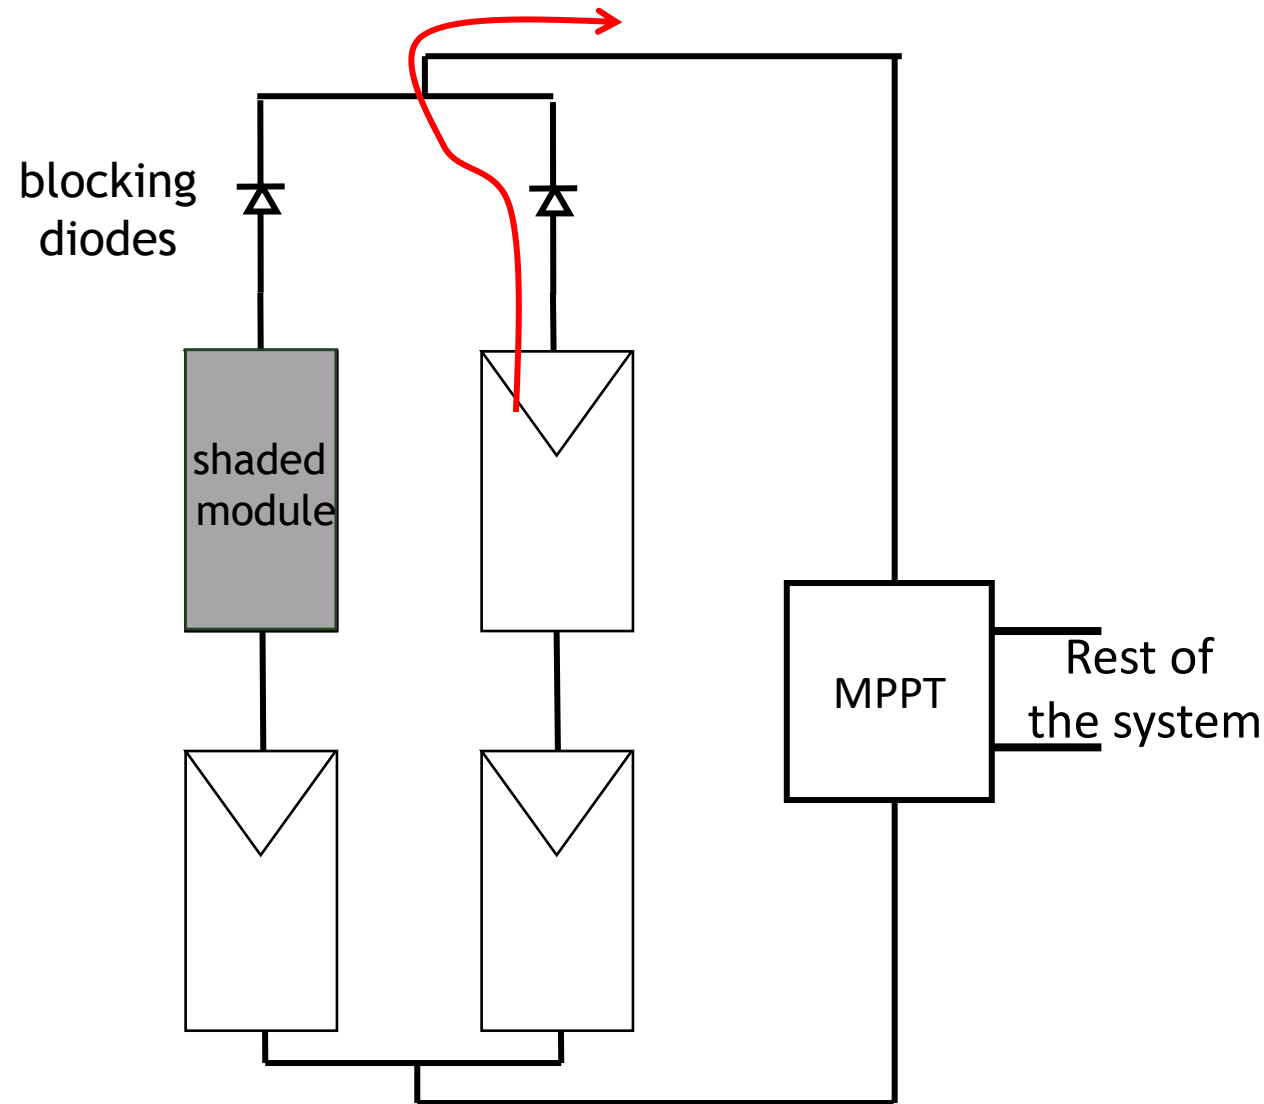 blocking
diodes
shaded
module
MPPT
Rest of
the system